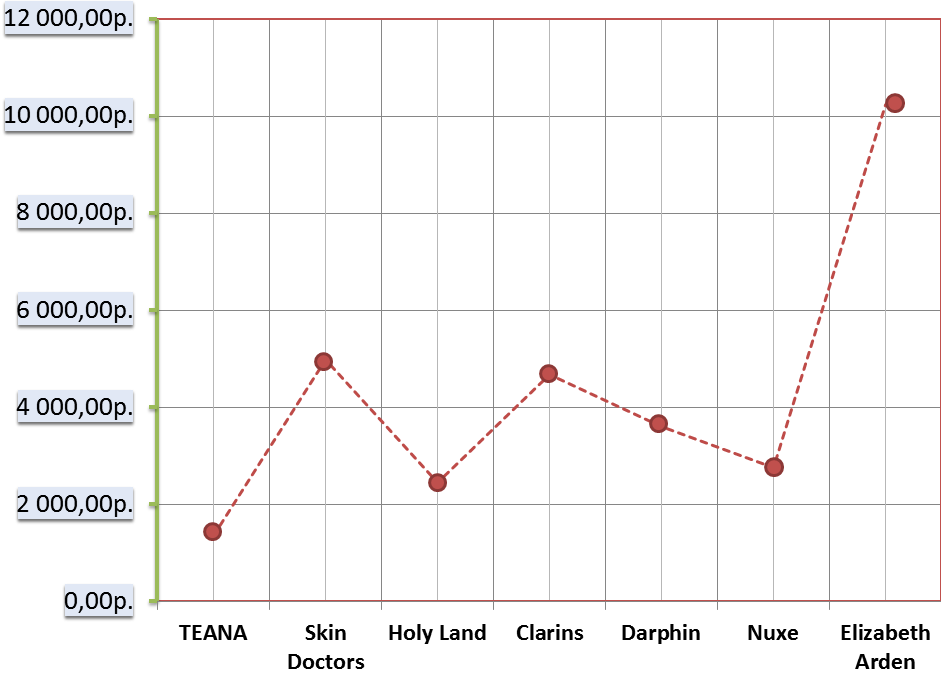 12 000,00р.
10 000,00р.
8 000,00р.
6 000,00р.
4 000,00р.
2 000,00р.
0,00р.
TEANA
Skin
Doctors
Holy Land
Clarins
Darphin
Nuxe
Elizabeth
Arden